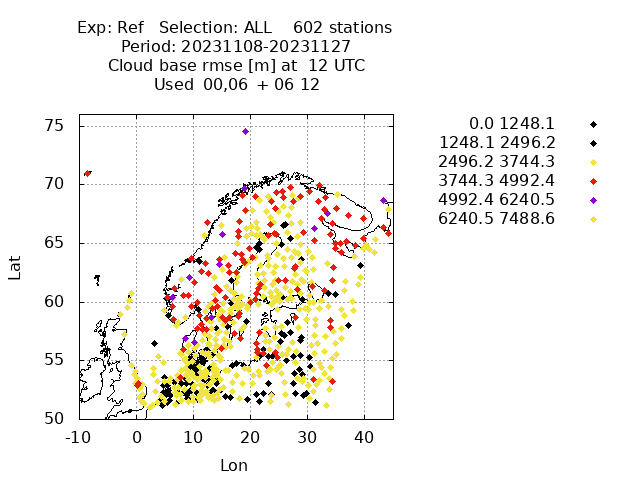 Exp: Ref Selection: ALL 602 stations
Period: 20231108-20231127
Cloud base rmse [m] at 12 UTC
Used 00,06 + 06 12
75
70
65
60
55
50
Lat
-10 0 10 20 30 40
Lon
0.0 1248.1
1248.1 2496.2
2496.2 3744.3
3744.3 4992.4
4992.4 6240.5
6240.5 7488.6